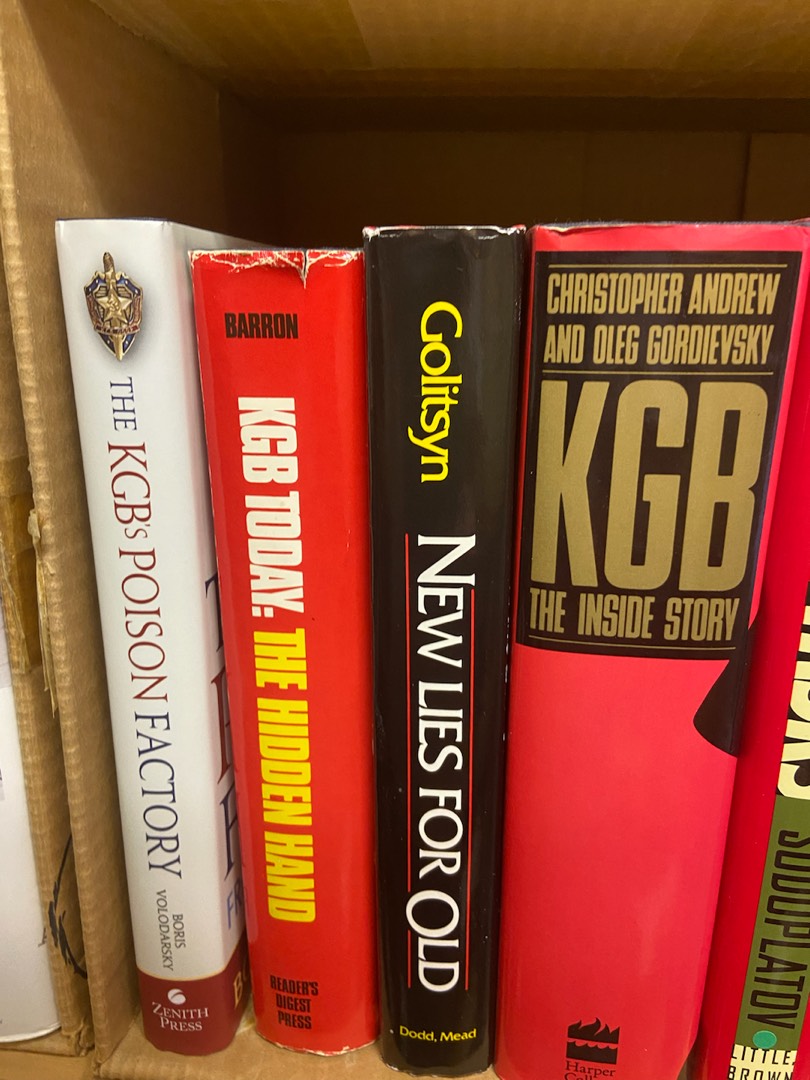 THE KGB's POISON FACTORY
BORIS
VOLODARSKY
ZENITH
PRESS
BARRON
KGB TODAY: THE HIDDEN HAND
READER'S
DIGEST
PRESS
Golitsyn
NEW LIES FOR OLD
Dodd, Mead
CHRISTOPHER ANDREW
AND OLEG GORDIEVSKY
KGB
THE INSIDE STORY
Harper
SUDOPLATOV
LITTLE,
BROWN